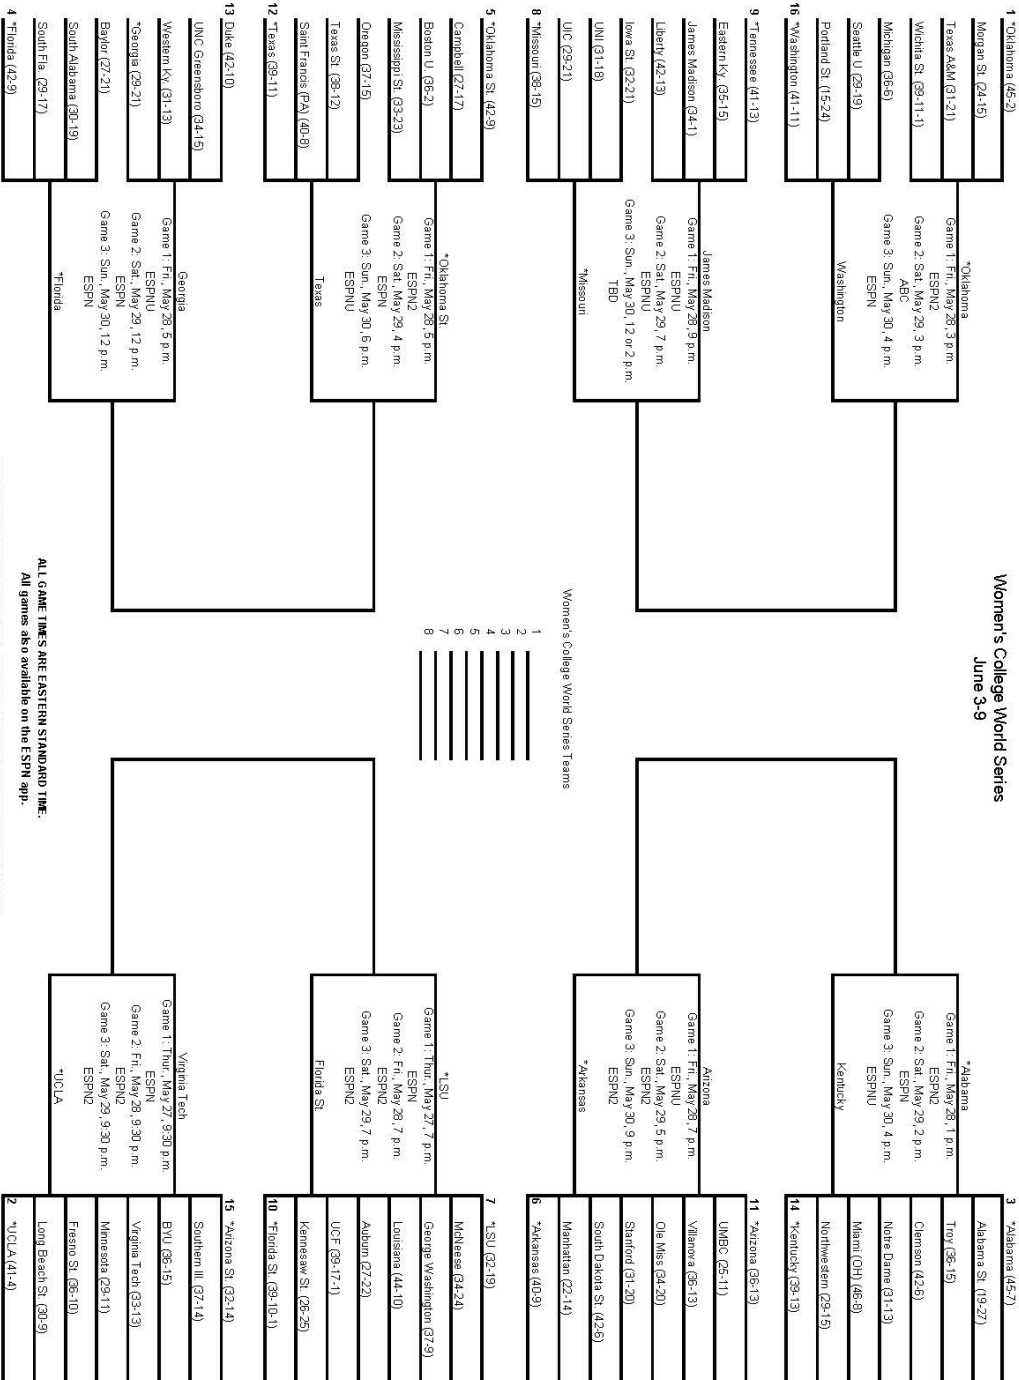 Women's College World Series
June 3-9
1 *Oklahoma (45-2)
Morgan St. (24-15)
Texas A&M (31-21)
Wichita St. (39-11-1)
Michigan (36-6)
Seattle U (29-19)
Portland St. (15-24)
16 *Washington (41-11)
*Oklahoma
Game 1: Fri., May 28, 3 p.m.
ESPN2
Game 2: Sat., May 29, 3 p.m.
ABC
Game 3: Sun., May 30, 4 p.m.
ESPN
Washington
9 *Tennessee (41-13)
Eastern Ky. (35-15)
James Madison (34-1)
Liberty (42-13)
Iowa St. (32-21)
UNI (31-18)
UIC (29-21)
8 *Missouri (38-15)
James Madison
Game 1: Fri., May 28, 9 p.m.
ESPNU
Game 2: Sat., May 29, 7 p.m.
ESPNU
Game 3: Sun., May 30, 12 or 2 p.m.
TBD
*Missouri
5 *Oklahoma St. (42-9)
Campbell (27-17)
Boston U. (36-2)
Mississippi St. (33-23)
Oregon (37-15)
Texas St. (38-12)
Saint Francis (PA) (40-8)
12 *Texas (39-11)
*Oklahoma St.
Game 1: Fri., May 28, 5 p.m.
ESPN2
Game 2: Sat., May 29, 4 p.m.
ESPN
Game 3: Sun., May 30, 6 p.m.
ESPNU
Texas
13 Duke (42-10)
UNC Greensboro (34-15)
Western Ky. (31-13)
*Georgia (29-21)
Baylor (27-21)
South Alabama (30-19)
South Fla. (29-17)
4 *Florida (42-9)
Georgia
Game 1: Fri., May 28, 5 p.m.
ESPNU
Game 2: Sat., May 29, 12 p.m.
ESPN
Game 3: Sun., May 30, 12 p.m.
ESPN
*Florida
Women's College World Series Teams
1
2
3
4
5
6
7
8
3 *Alabama (45-7)
Alabama St. (19-27)
Troy (36-15)
Clemson (42-6)
Notre Dame (31-13)
Miami (OH) (46-8)
Northwestern (29-15)
14 *Kentucky (39-13)
*Alabama
Game 1: Fri., May 28, 1 p.m.
ESPN2
Game 2: Sat., May 29, 2 p.m.
ESPN
Game 3: Sun., May 30, 4 p.m.
ESPNU
Kentucky
11 *Arizona (36-13)
UMBC (25-11)
Villanova (36-13)
Ole Miss (34-20)
Stanford (31-20)
South Dakota St. (42-6)
Manhattan (22-14)
6 *Arkansas (40-9)
Arizona
Game 1: Fri., May 28, 7 p.m.
ESPNU
Game 2: Sat., May 29, 5 p.m.
ESPN2
Game 3: Sun., May 30, 9 p.m.
ESPN2
*Arkansas
7 *LSU (32-19)
McNeese (34-24)
George Washington (37-9)
Louisiana (44-10)
Auburn (27-22)
UCF (39-17-1)
Kennesaw St. (26-25)
10 *Florida St. (39-10-1)
*LSU
Game 1: Thur., May 27, 7 p.m.
ESPN
Game 2: Fri., May 28, 7 p.m.
ESPN2
Game 3: Sat., May 29, 7 p.m.
ESPN2
Florida St.
15 *Arizona St. (32-14)
Southern Ill. (37-14)
BYU (36-15)
Virginia Tech (33-13)
Minnesota (29-11)
Fresno St. (36-10)
Long Beach St. (30-9)
2 *UCLA (41-4)
Virginia Tech
Game 1: Thur., May 27, 9:30 p.m.
ESPN
Game 2: Fri., May 28, 9:30 p.m.
ESPN2
Game 3: Sat., May 29, 9:30 p.m.
ESPN2
*UCLA
ALL GAME TIMES ARE EASTERN STANDARD TIME.
All games also available on the ESPN app.